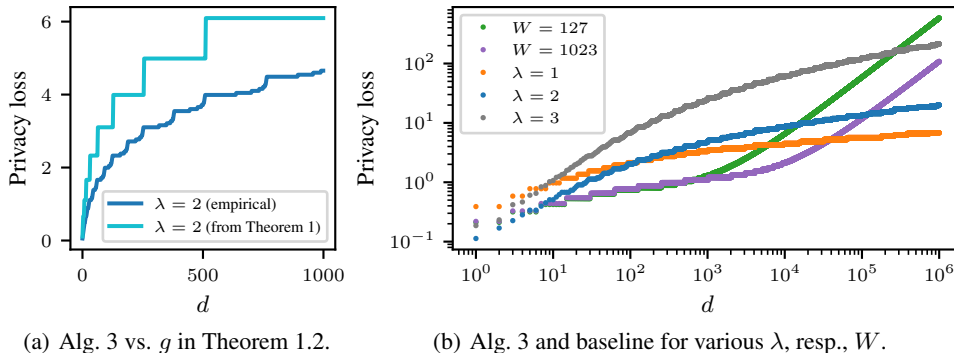 6
4
2
0
Privacy loss
λ = 2 (empirical)
λ = 2 (from Theorem 1)
0
500
1000
d
(a) Alg. 3 vs. g in Theorem 1.2.
10²
10¹
10⁰
10⁻¹
Privacy loss
W = 127
W = 1023
λ = 1
λ = 2
λ = 3
10⁰
10¹
10²
10³
10⁴
10⁵
10⁶
d
(b) Alg. 3 and baseline for various λ, resp., W.